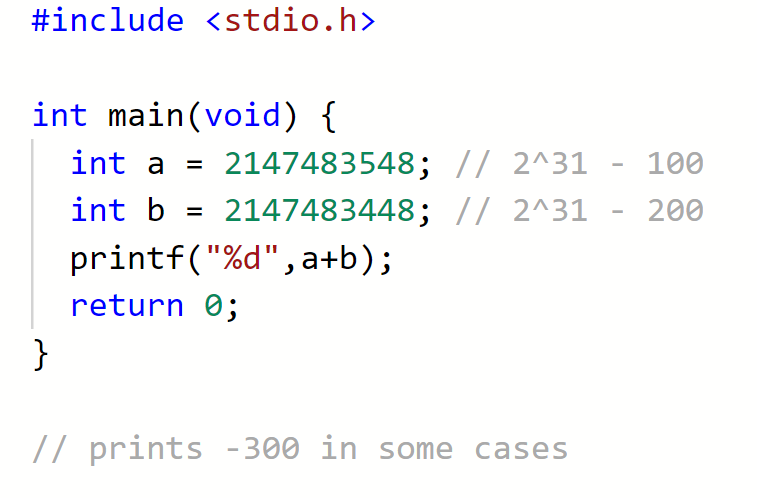 #include <stdio.h>
int main(void) {
int a = 2147483548; // 2^31 - 100
int b = 2147483448; // 2^31 - 200
printf("%d",a+b);
return 0;
}
// prints -300 in some cases